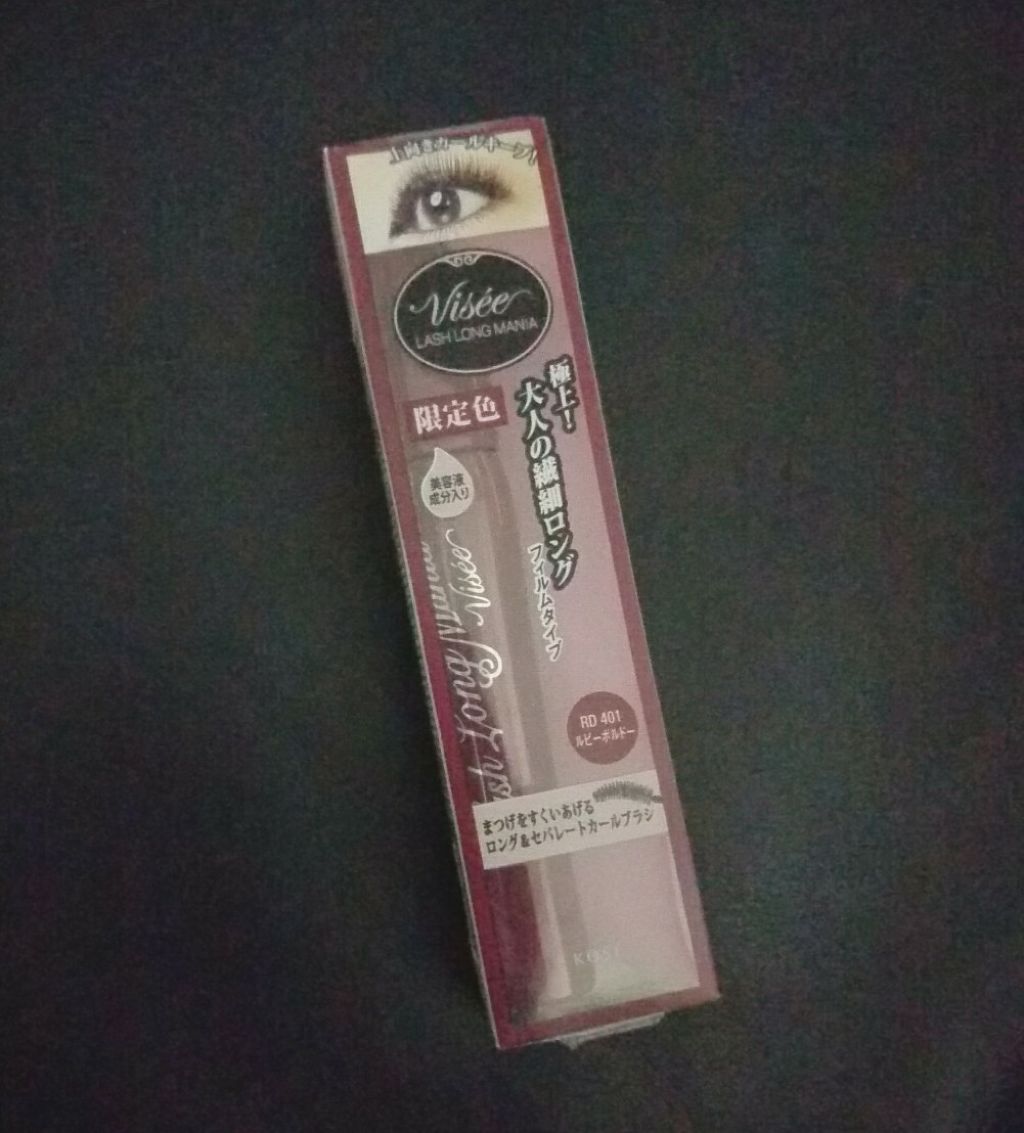 上向きカールキープ!
Visée
LASH LONG MANIA
限定色
極上!
大人の繊細ロング
フィルムタイプ
美容液
成分入り
Visée
Long Mania
RD 401
ルビーボルドー
まつげをすくいあげる
ロング&セパレートカールブラシ
KOSÉ